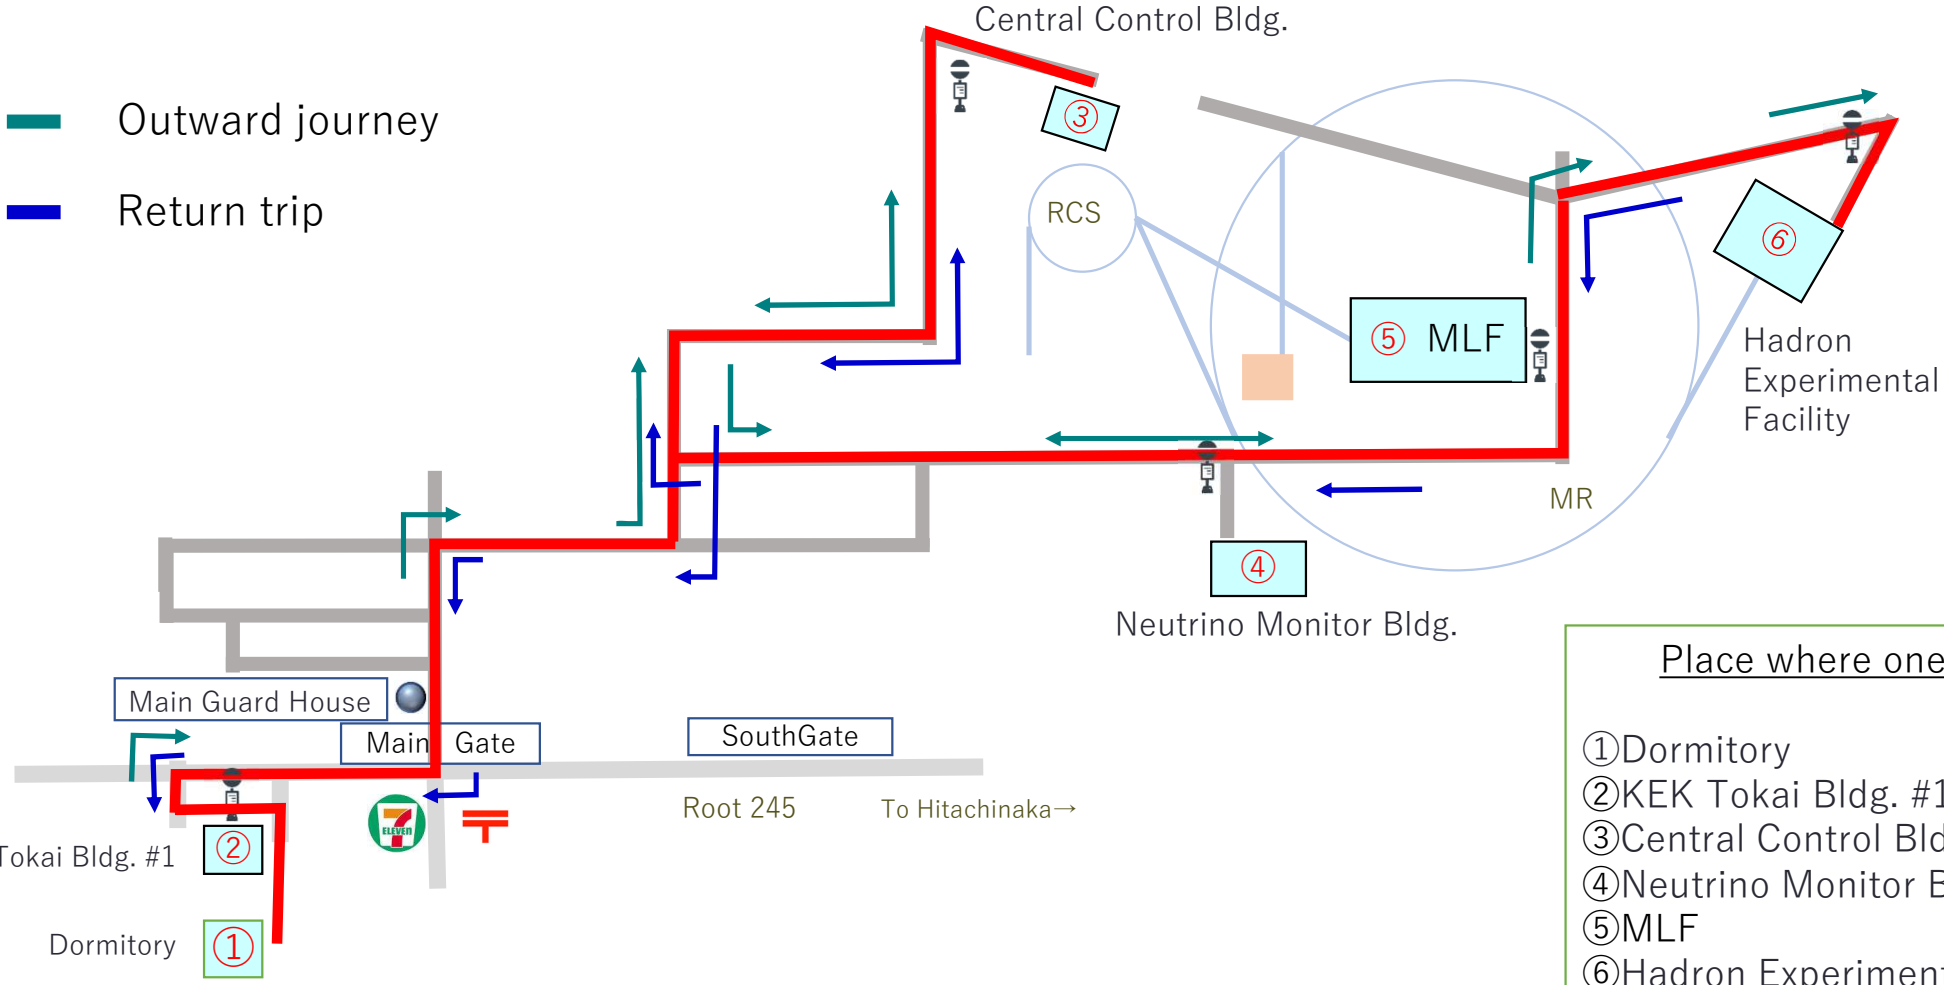 Central Control Bldg.
Outward journey
Return trip
③
RCS
⑥
⑤ MLF
Hadron
Experimental
Facility
MR
④
Neutrino Monitor Bldg.
Main Guard House
Main Gate
SouthGate
7
ELEVEN
Root 245
To Hitachinaka→
Tokai Bldg. #1
②
Dormitory
①
Place where one
①Dormitory
②KEK Tokai Bldg. #1
③Central Control Bld
④Neutrino Monitor B
⑤MLF
⑥Hadron Experiment